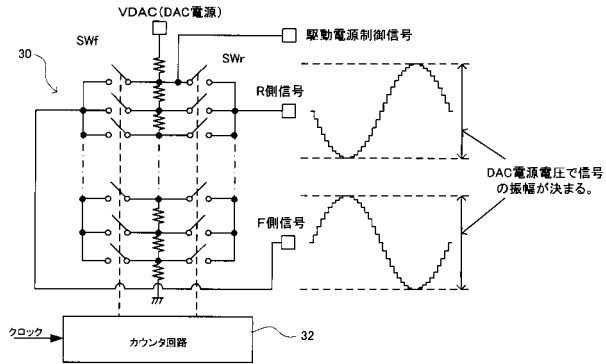 VDAC(DAC電源)
SWf
SWr
駆動電源制御信号
30
R側信号
DAC電源電圧で信号
の振幅が決まる。
F側信号
クロック
カウンタ回路
32